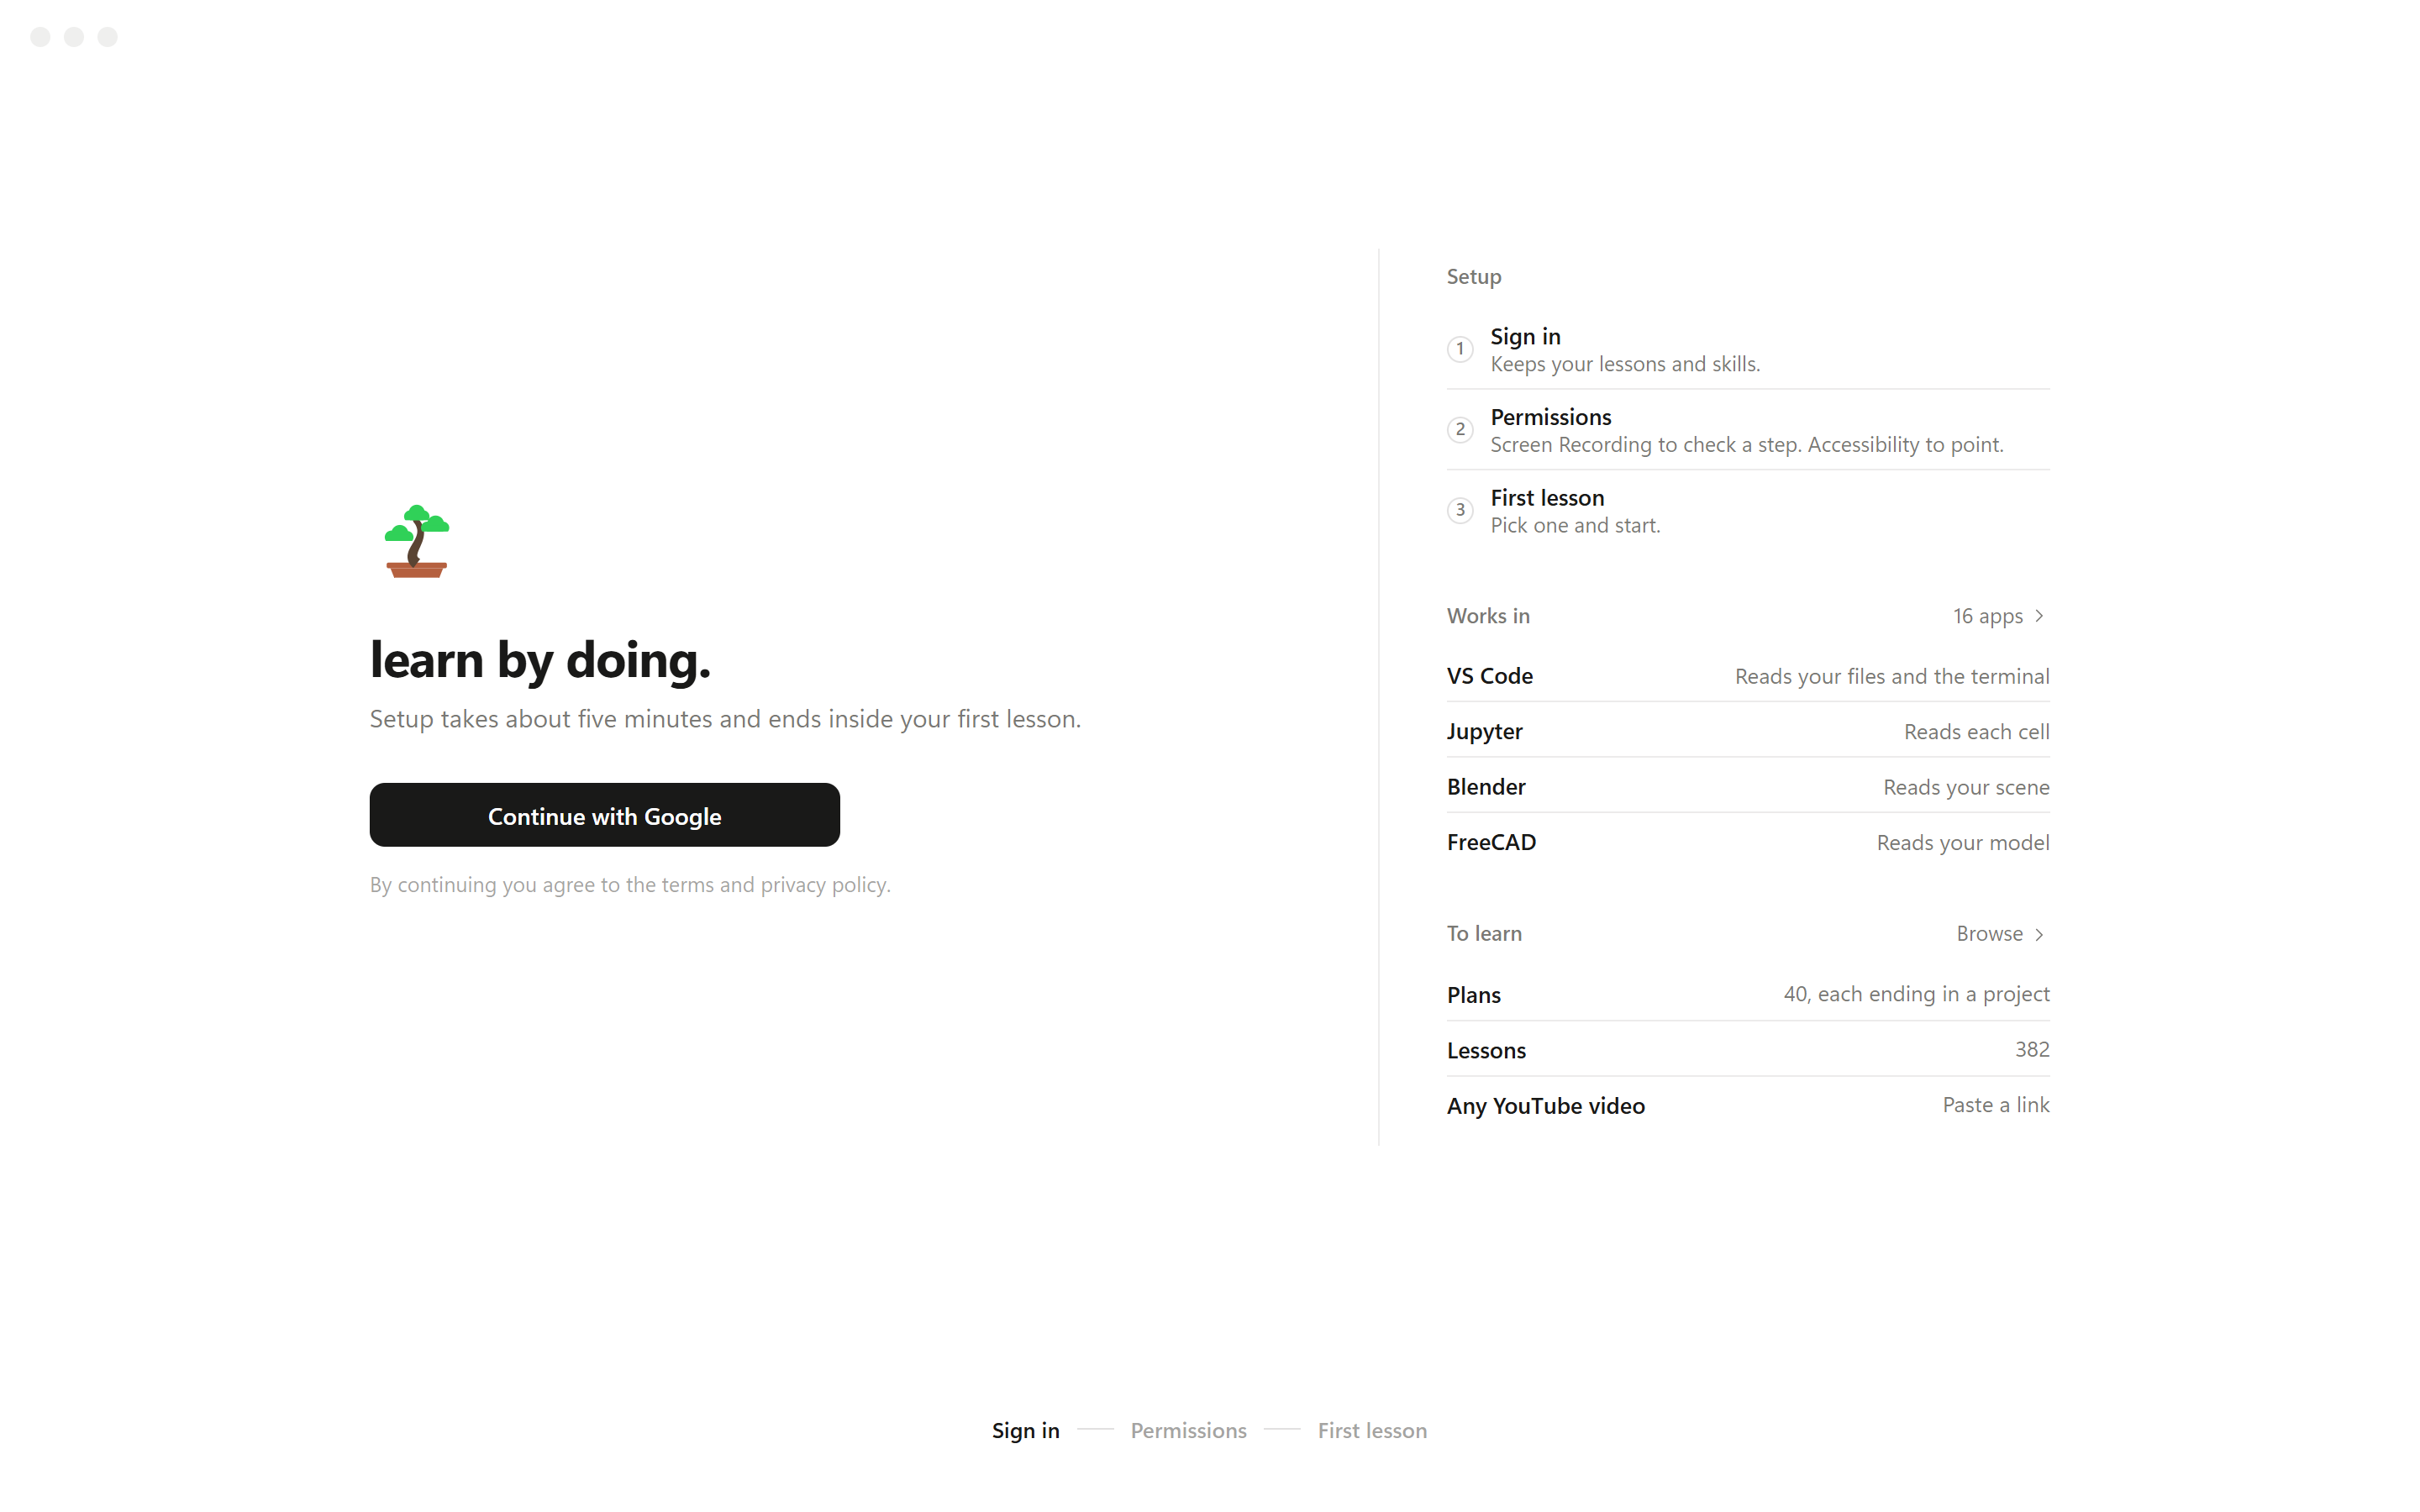 learn by doing.
Setup takes about five minutes and ends inside your first lesson.
Continue with Google
By continuing you agree to the terms and privacy policy.
Setup
1 Sign in
Keeps your lessons and skills.
2 Permissions
Screen Recording to check a step. Accessibility to point.
3 First lesson
Pick one and start.
Works in 16 apps
VS Code Reads your files and the terminal
Jupyter Reads each cell
Blender Reads your scene
FreeCAD Reads your model
To learn Browse
Plans 40, each ending in a project
Lessons 382
Any YouTube video Paste a link
Sign in Permissions First lesson